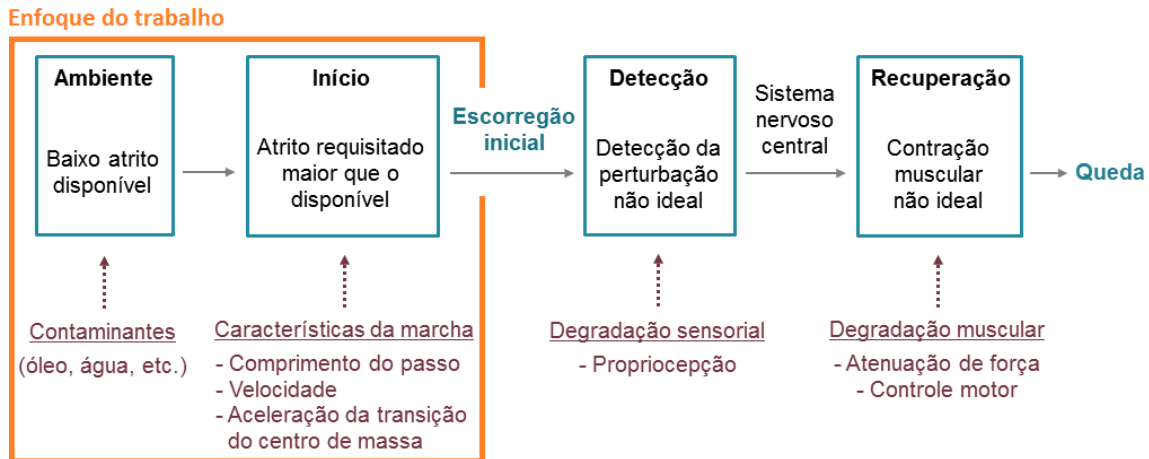 Enfoque do trabalho
Ambiente
Baixo atrito
disponível
Início
Atrito requisitado
maior que o
disponível
Escorregão
inicial
Detecção
Detecção da
perturbação
não ideal
Sistema
nervoso
central
Recuperação
Contração
muscular
não ideal
Queda
Contaminantes
(óleo, água, etc.)
Características da marcha
- Comprimento do passo
- Velocidade
- Aceleração da transição
do centro de massa
Degradação sensorial
- Propriocepção
Degradação muscular
- Atenuação de força
- Controle motor